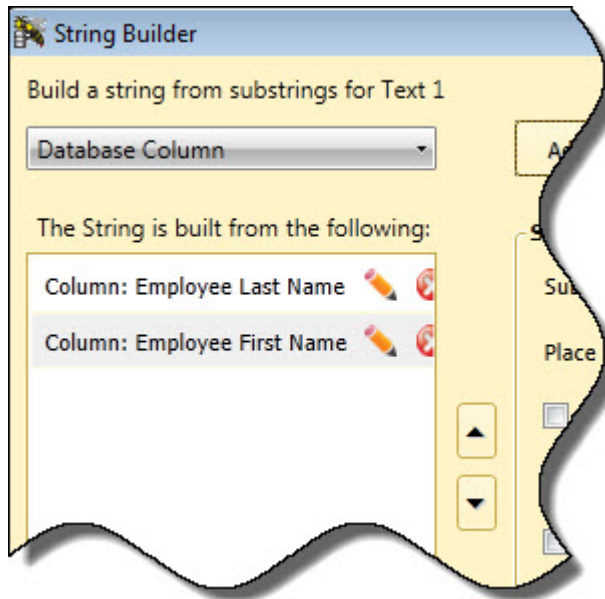 String Builder
Build a string from substrings for Text 1
Database Column
The String is built from the following:
Column: Employee Last Name
Column: Employee First Name
Place